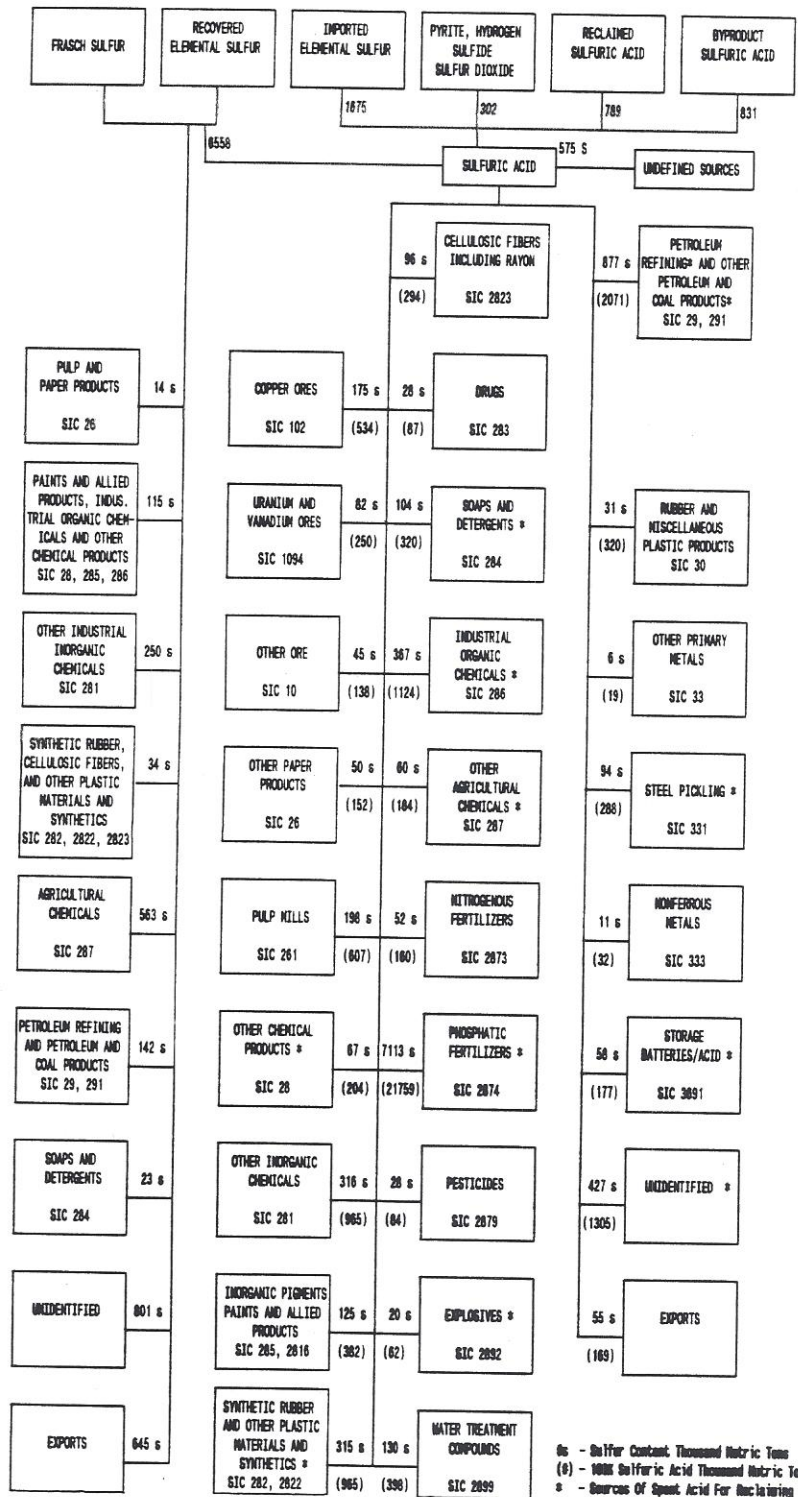 FRASCH SULFUR
RECOVERED
ELEMENTAL SULFUR
IMPORTED
ELEMENTAL SULFUR
PYRITE, HYDROGEN
SULFIDE
SULFUR DIOXIDE
RECLAIMED
SULFURIC ACID
BYPRODUCT
SULFURIC ACID
1675
302
789
831
6558
SULFURIC ACID
575 S
UNDEFINED SOURCES
PULP AND
PAPER PRODUCTS
SIC 26
14 s
PAINTS AND ALLIED
PRODUCTS, INDUS.
TRIAL ORGANIC CHEM-
ICALS AND OTHER
CHEMICAL PRODUCTS
SIC 28, 285, 286
115 s
OTHER INDUSTRIAL
INORGANIC
CHEMICALS
SIC 281
250 s
SYNTHETIC RUBBER,
CELLULOSIC FIBERS,
AND OTHER PLASTIC
MATERIALS AND
SYNTHETICS
SIC 282, 2822, 2823
34 s
AGRICULTURAL
CHEMICALS
SIC 287
563 s
PETROLEUM REFINING
AND PETROLEUM AND
COAL PRODUCTS
SIC 29, 291
142 s
SOAPS AND
DETERGENTS
SIC 284
23 s
UNIDENTIFIED
801 s
EXPORTS
645 s
96 s
(294)
CELLULOSIC FIBERS
INCLUDING RAYON
SIC 2823
COPPER ORES
SIC 102
175 s
(534)
28 s
(87)
DRUGS
SIC 283
URANIUM AND
VANADIUM ORES
SIC 1094
82 s
(250)
104 s
(320)
SOAPS AND
DETERGENTS *
SIC 284
OTHER ORE
SIC 10
45 s
(138)
367 s
(1124)
INDUSTRIAL
ORGANIC
CHEMICALS *
SIC 286
OTHER PAPER
PRODUCTS
SIC 26
50 s
(152)
60 s
(184)
OTHER
AGRICULTURAL
CHEMICALS *
SIC 287
PULP MILLS
SIC 261
198 s
(607)
52 s
(160)
NITROGENOUS
FERTILIZERS
SIC 2873
OTHER CHEMICAL
PRODUCTS *
SIC 28
67 s
(204)
7113 s
(21759)
PHOSPHATIC
FERTILIZERS *
SIC 2874
OTHER INORGANIC
CHEMICALS
SIC 281
316 s
(965)
28 s
(84)
PESTICIDES
SIC 2879
INORGANIC PIGMENTS
PAINTS AND ALLIED
PRODUCTS
SIC 285, 2816
125 s
(382)
20 s
(62)
EXPLOSIVES *
SIC 2892
SYNTHETIC RUBBER
AND OTHER PLASTIC
MATERIALS AND
SYNTHETICS *
SIC 282, 2822
315 s
(965)
130 s
(398)
WATER TREATMENT
COMPOUNDS
SIC 2899
877 s
(2071)
PETROLEUM
REFINING* AND OTHER
PETROLEUM AND
COAL PRODUCTS*
SIC 29, 291
31 s
(320)
RUBBER AND
MISCELLANEOUS
PLASTIC PRODUCTS
SIC 30
6 s
(19)
OTHER PRIMARY
METALS
SIC 33
94 s
(288)
STEEL PICKLING *
SIC 331
11 s
(32)
NONFERROUS
METALS
SIC 333
58 s
(177)
STORAGE
BATTERIES/ACID *
SIC 3691
427 s
(1305)
UNIDENTIFIED *
55 s
(169)
EXPORTS
- Sulfer Content Thousand Metric Tons
(#) - 100% Sulfuric Acid Thousand Metric To
* - Sources Of Spent Acid For Reclaiming